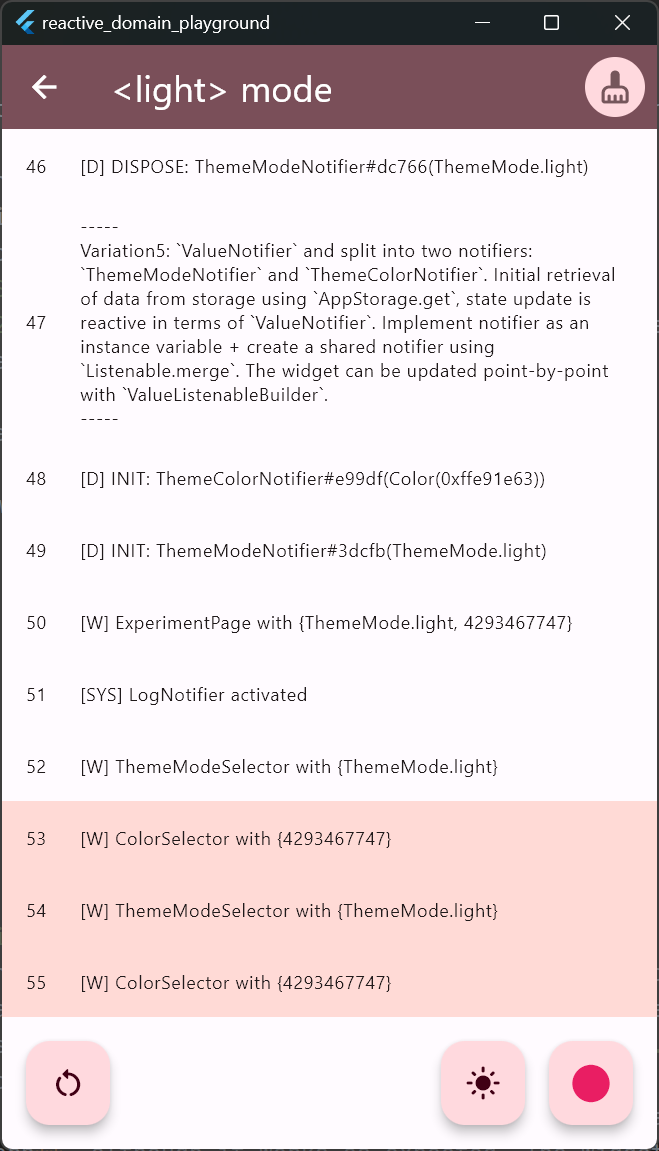 reactive_domain_playground
<light> mode
46 [D] DISPOSE: ThemeModeNotifier#dc766(ThemeMode.light)
-----
Variation5: `ValueNotifier` and split into two notifiers:
`ThemeModeNotifier` and `ThemeColorNotifier`. Initial retrieval
of data from storage using `AppStorage.get`, state update is
47 reactive in terms of `ValueNotifier`. Implement notifier as an
instance variable + create a shared notifier using
`Listenable.merge`. The widget can be updated point-by-point
with `ValueListenableBuilder`.
-----
48 [D] INIT: ThemeColorNotifier#e99df(Color(0xffe91e63))
49 [D] INIT: ThemeModeNotifier#3dcfb(ThemeMode.light)
50 [W] ExperimentPage with {ThemeMode.light, 4293467747}
51 [SYS] LogNotifier activated
52 [W] ThemeModeSelector with {ThemeMode.light}
53 [W] ColorSelector with {4293467747}
54 [W] ThemeModeSelector with {ThemeMode.light}
55 [W] ColorSelector with {4293467747}